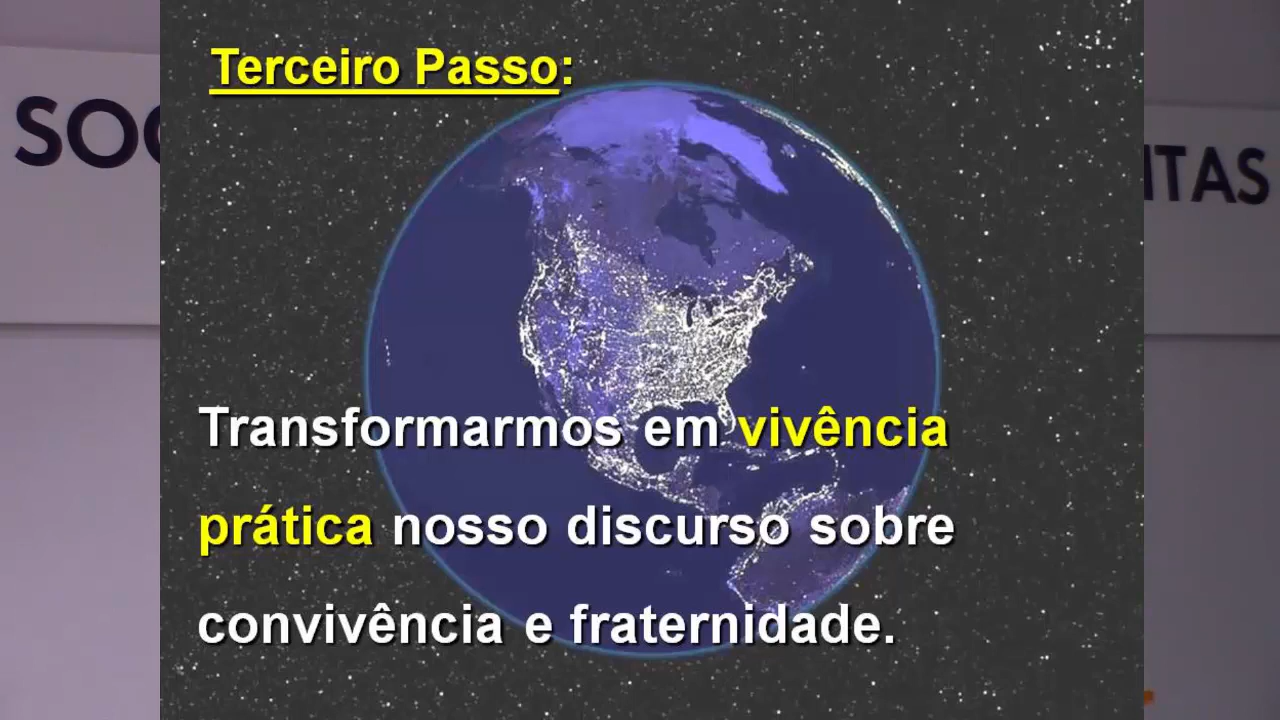 Terceiro Passo:
Transformarmos em vivência
prática nosso discurso sobre
convivência e fraternidade.